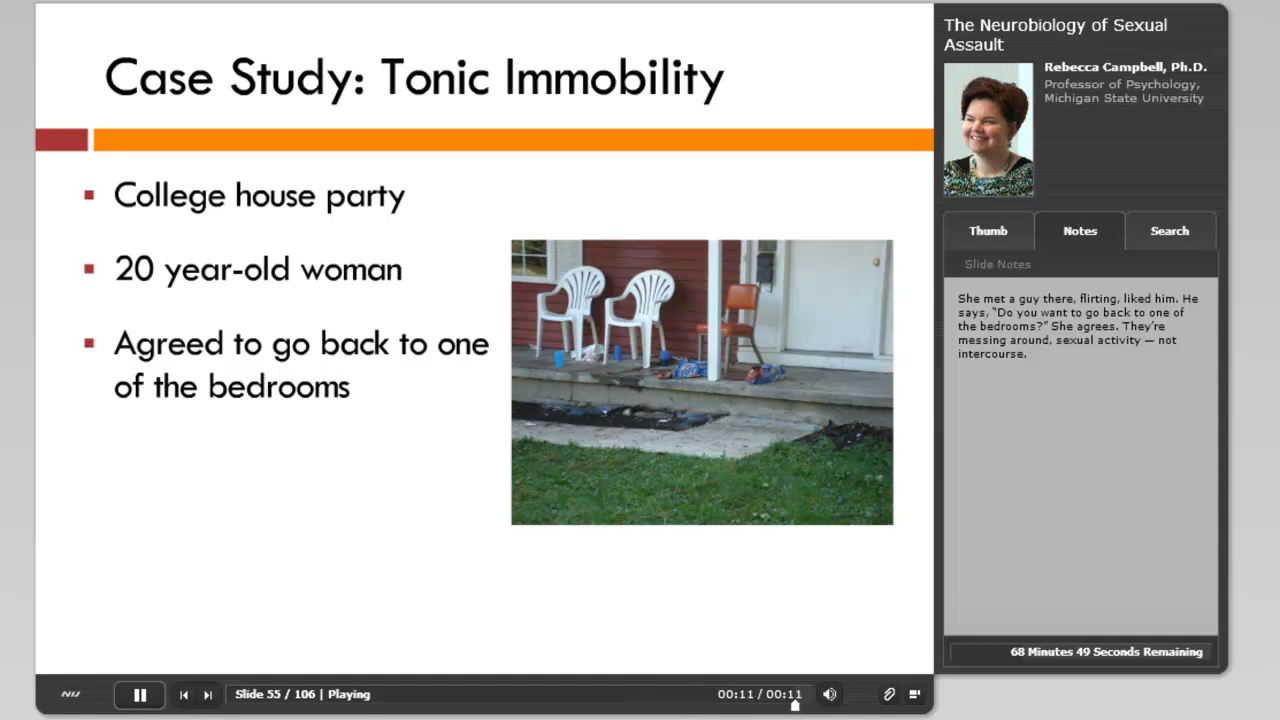 Case Study: Tonic Immobility
College house party
20 year-old woman
Agreed to go back to one
of the bedrooms
The Neurobiology of Sexual
Assault
Rebecca Campbell, Ph.D.
Professor of Psychology,
Michigan State University
Thumb
Notes
Search
Slide Notes
She met a guy there, flirting, liked him. He
says, “Do you want to go back to one of
the bedrooms?” She agrees. They’re
messing around, sexual activity — not
intercourse.
68 Minutes 49 Seconds Remaining
NIJ
Slide 55 / 106 | Playing
00:11 / 00:11